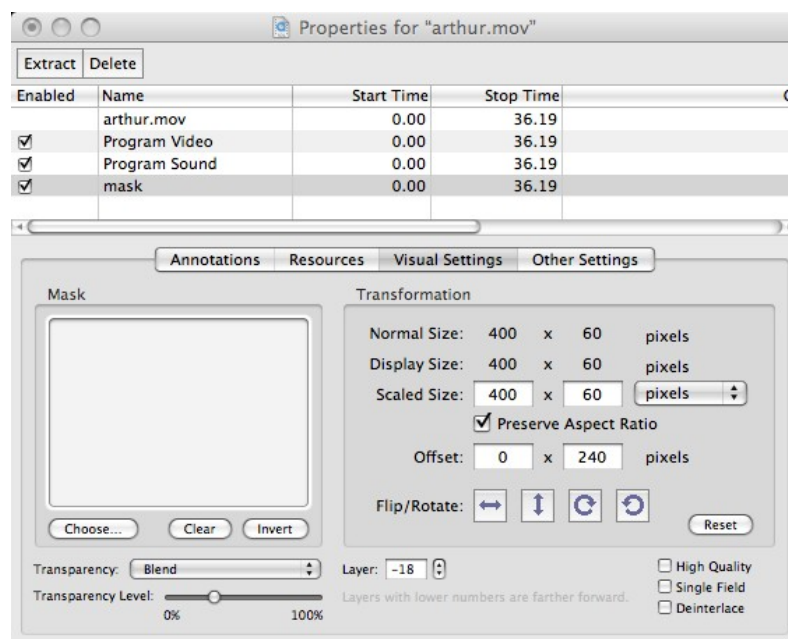 Properties for “arthur.mov”
Extract Delete
Enabled Name Start Time Stop Time
arthur.mov 0.00 36.19
Program Video 0.00 36.19
Program Sound 0.00 36.19
mask 0.00 36.19
Annotations Resources Visual Settings Other Settings
Mask Transformation
Normal Size: 400 x 60 pixels
Display Size: 400 x 60 pixels
Scaled Size: 400 x 60 pixels
Preserve Aspect Ratio
Offset: 0 x 240 pixels
Flip/Rotate:
Choose... Clear Invert Reset
Transparency: Blend Layer: -18 High Quality
Transparency Level: Layers with lower numbers are farther forward. Single Field
0% 100% Deinterlace